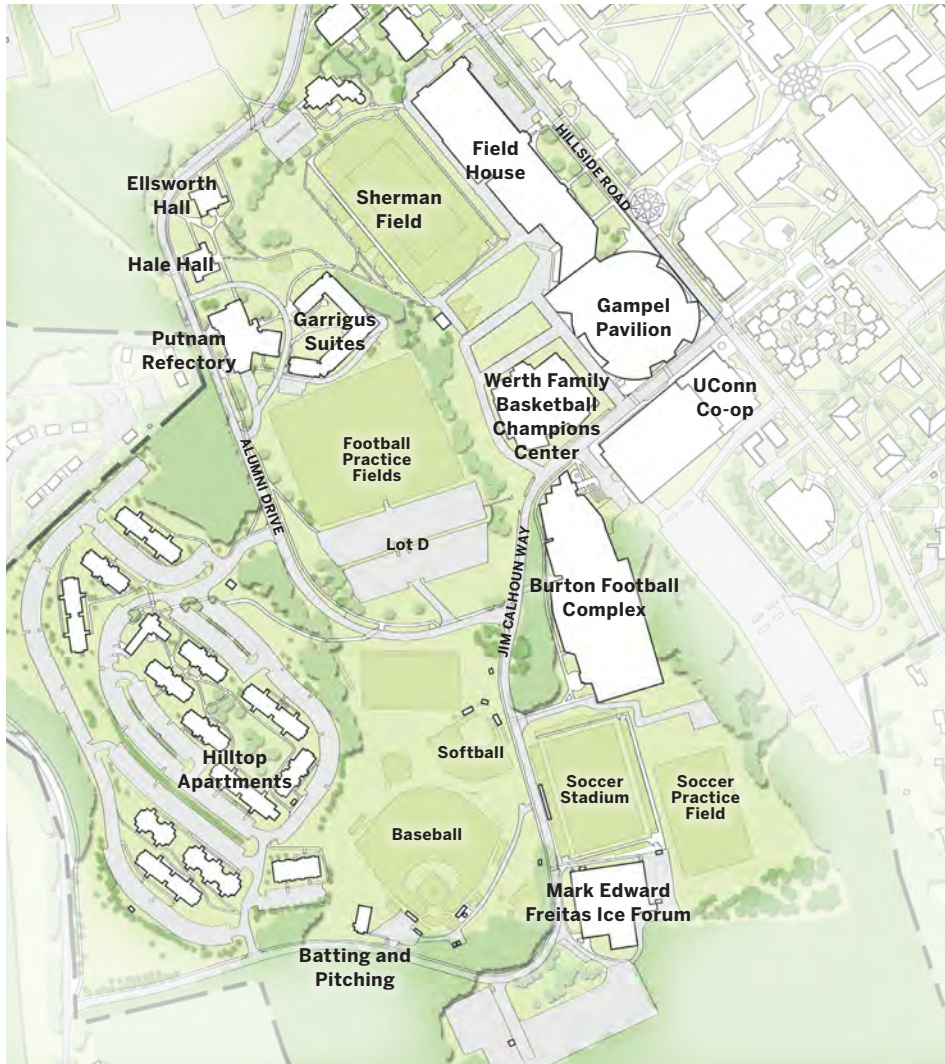 HILLSIDE ROAD
Field
House
Ellsworth
Hall
Sherman
Field
Hale Hall
Gampel
Pavilion
Garrigus
Suites
Putnam
Refectory
Werth Family
Basketball
Champions
Center
UConn
Co-op
Football
Practice
Fields
ALUMNI DRIVE
Lot D
JIM CALHOUN WAY
Burton Football
Complex
Softball
Hilltop
Apartments
Soccer
Stadium
Soccer
Practice
Field
Baseball
Mark Edward
Freitas Ice Forum
Batting and
Pitching